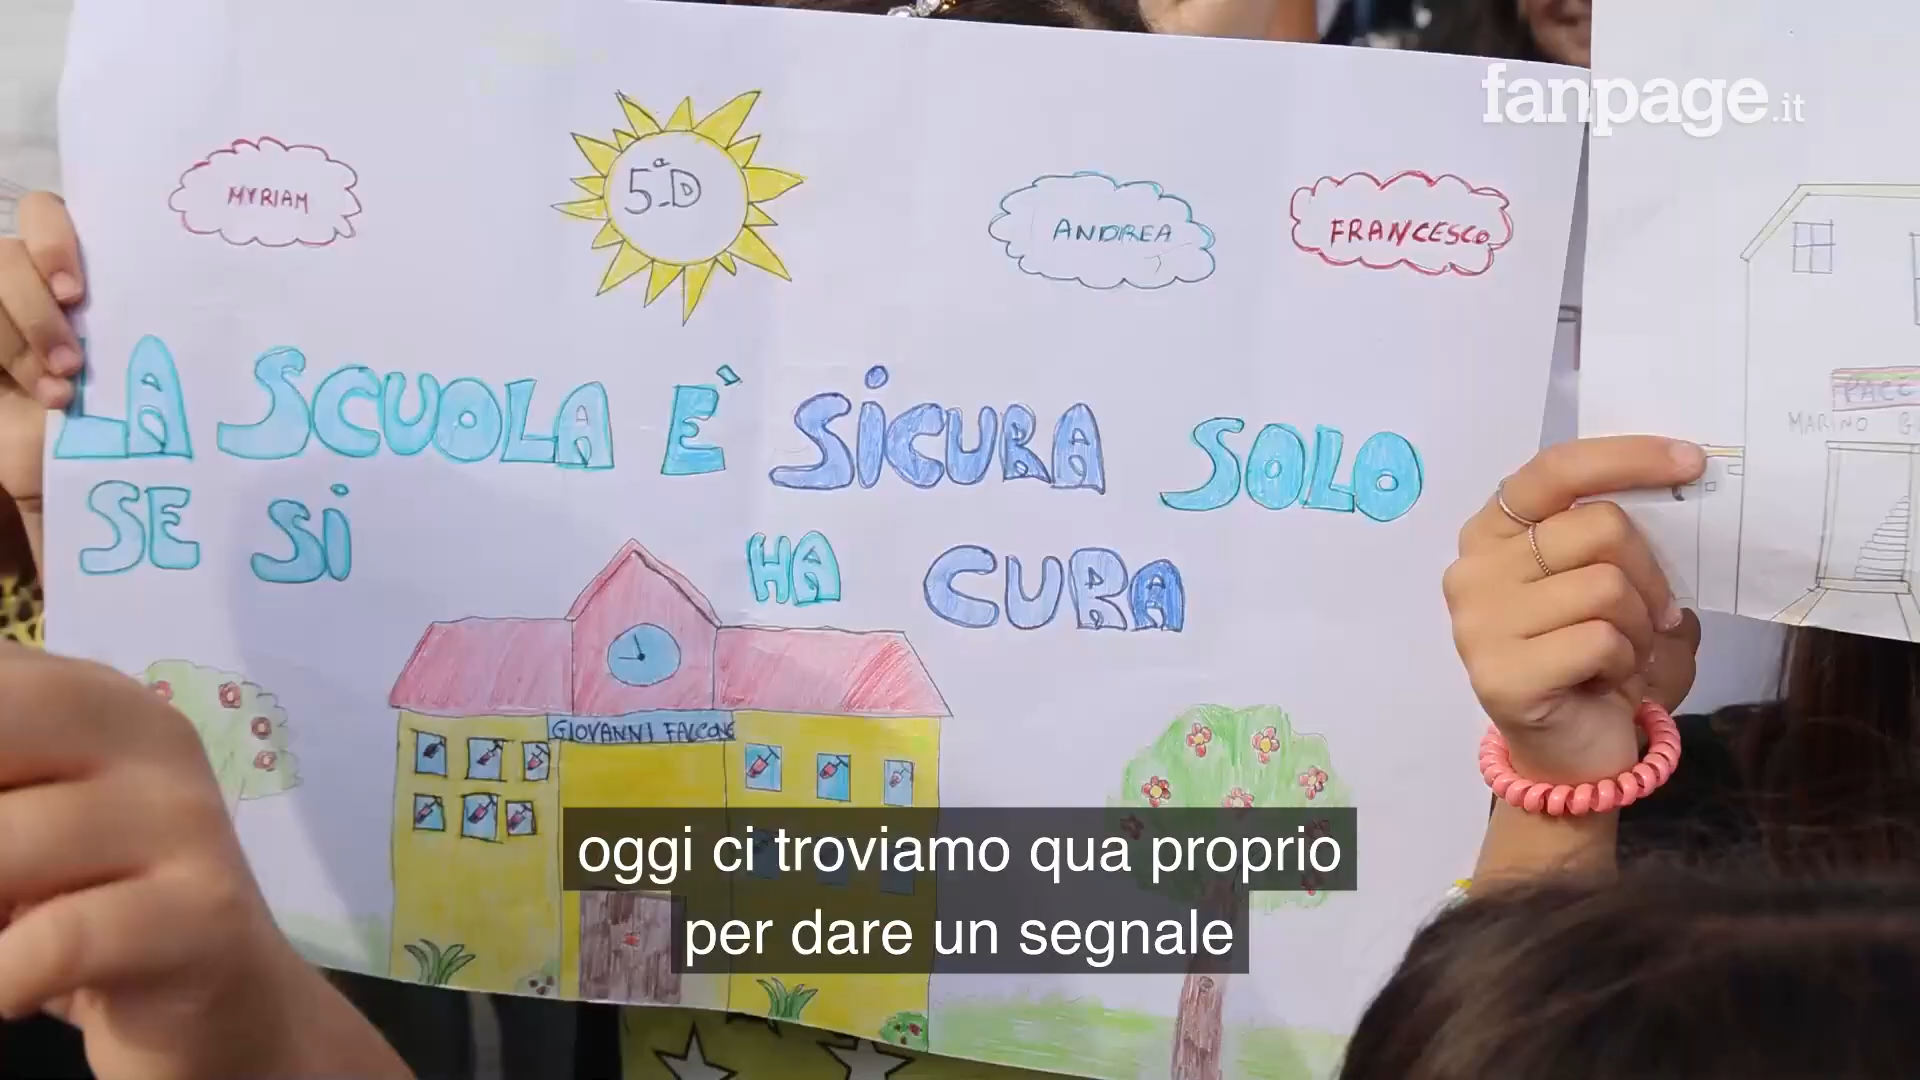 fanpage.it
5ª D
MYRIAM
ANDREA
FRANCESCO
LA SCUOLA È SICURA SOLO
SE SI HA CURA
GIOVANNI FALCONE
MARINO
oggi ci troviamo qua proprio
per dare un segnale